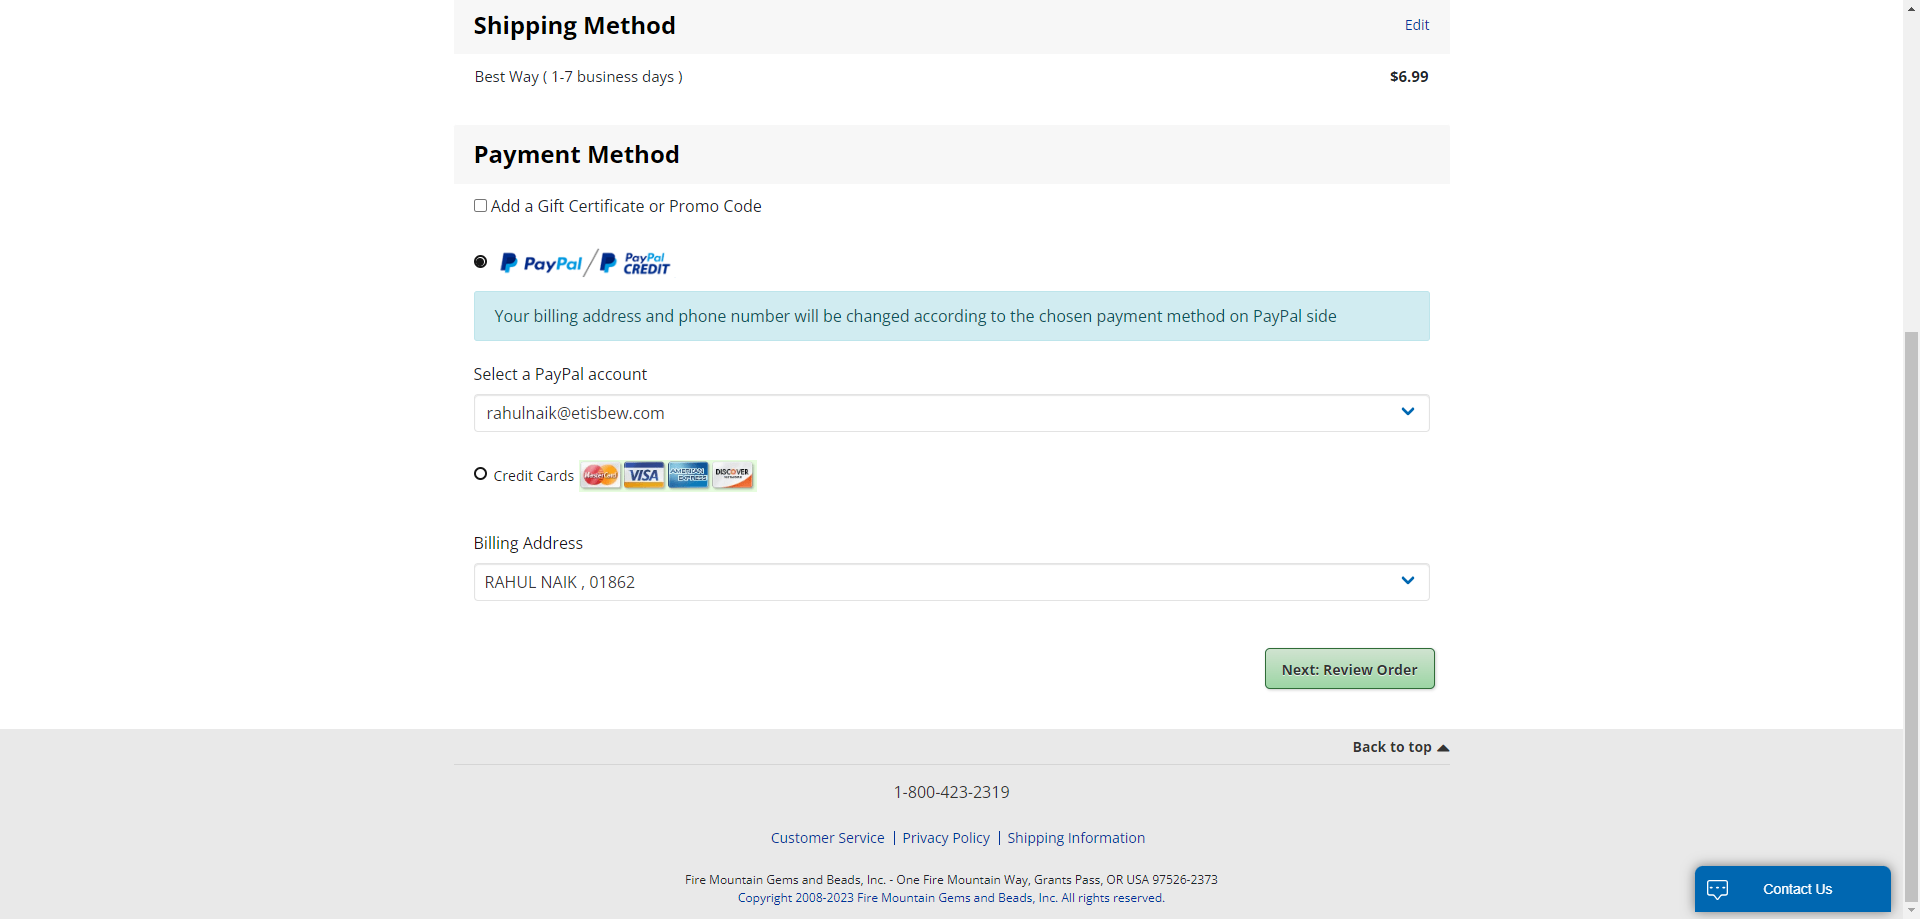 Shipping Method
Edit
Best Way ( 1-7 business days )
$6.99
Payment Method
Add a Gift Certificate or Promo Code
PayPal / PayPal CREDIT
Your billing address and phone number will be changed according to the chosen payment method on PayPal side
Select a PayPal account
rahulnaik@etisbew.com
Credit Cards MasterCard VISA AMERICAN EXPRESS DISCOVER NETWORK
Billing Address
RAHUL NAIK , 01862
Next: Review Order
Back to top
1-800-423-2319
Customer Service | Privacy Policy | Shipping Information
Fire Mountain Gems and Beads, Inc. - One Fire Mountain Way, Grants Pass, OR USA 97526-2373
Copyright 2008-2023 Fire Mountain Gems and Beads, Inc. All rights reserved.
Contact Us